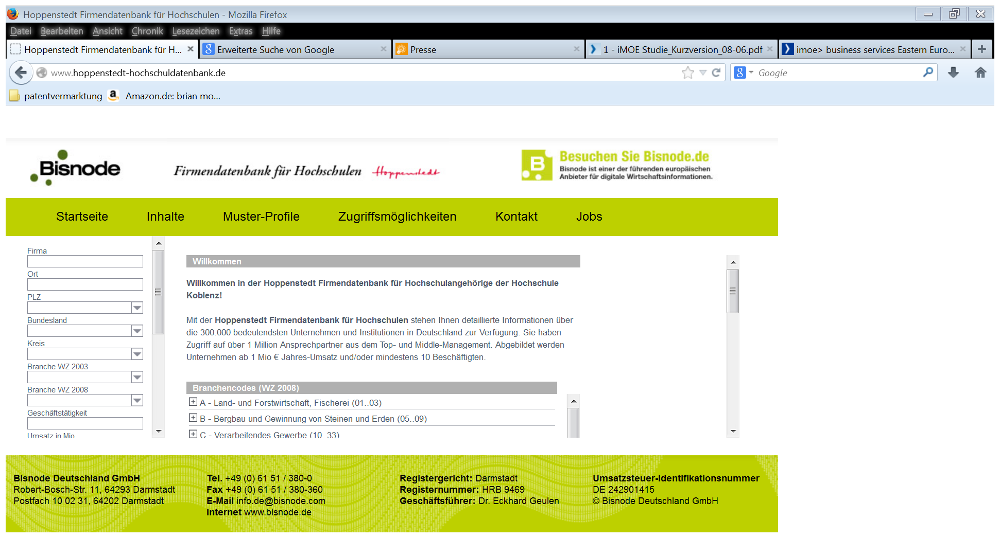 Hoppenstedt Firmendatenbank für Hochschulen - Mozilla Firefox
Datei Bearbeiten Ansicht Chronik Lesezeichen Extras Hilfe
Hoppenstedt Firmendatenbank für H... Erweiterte Suche von Google Presse 1 - iMOE Studie_Kurzversion_08-06.pdf imoe> business services Eastern Euro...
www.hoppenstedt-hochschuldatenbank.de Google
patentvermarktung Amazon.de: brian mo...
Bisnode
Firmendatenbank für Hochschulen Hoppenstedt
B
Besuchen Sie Bisnode.de
Bisnode ist einer der führenden europäischen
Anbieter für digitale Wirtschaftsinformationen.
Startseite Inhalte Muster-Profile Zugriffsmöglichkeiten Kontakt Jobs
Firma
Ort
PLZ
Bundesland
Kreis
Branche WZ 2003
Branche WZ 2008
Geschäftstätigkeit
Umsatz in Mio
Willkommen
Willkommen in der Hoppenstedt Firmendatenbank für Hochschulangehörige der Hochschule
Koblenz!
Mit der Hoppenstedt Firmendatenbank für Hochschulen stehen Ihnen detaillierte Informationen über
die 300.000 bedeutendsten Unternehmen und Institutionen in Deutschland zur Verfügung. Sie haben
Zugriff auf über 1 Million Ansprechpartner aus dem Top- und Middle-Management. Abgebildet werden
Unternehmen ab 1 Mio € Jahres-Umsatz und/oder mindestens 10 Beschäftigten.
Branchencodes (WZ 2008)
A - Land- und Forstwirtschaft, Fischerei (01..03)
B - Bergbau und Gewinnung von Steinen und Erden (05..09)
C - Verarbeitendes Gewerbe (10..33)
Bisnode Deutschland GmbH
Robert-Bosch-Str. 11, 64293 Darmstadt
Postfach 10 02 31, 64202 Darmstadt
Tel. +49 (0) 61 51 / 380-0
Fax +49 (0) 61 51 / 380-360
E-Mail info.de@bisnode.com
Internet www.bisnode.de
Registergericht: Darmstadt
Registernummer: HRB 9469
Geschäftsführer: Dr. Eckhard Geulen
Umsatzsteuer-Identifikationsnummer
DE 242901415
© Bisnode Deutschland GmbH